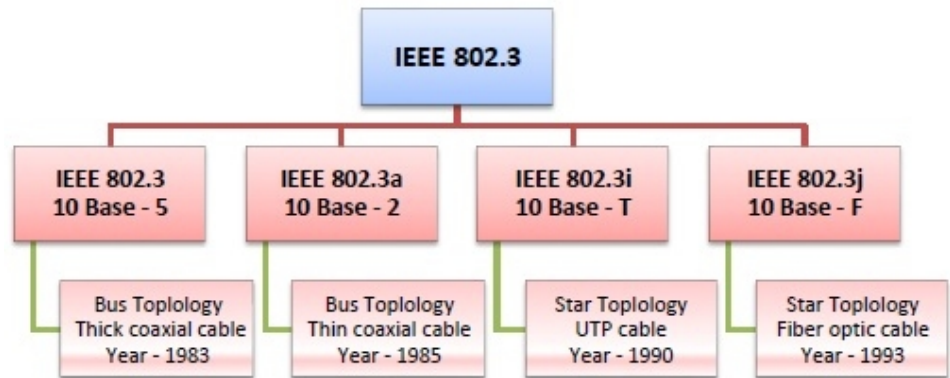 IEEE 802.3
IEEE 802.3
10 Base - 5
IEEE 802.3a
10 Base - 2
IEEE 802.3i
10 Base - T
IEEE 802.3j
10 Base - F
Bus Toplology
Thick coaxial cable
Year - 1983
Bus Toplology
Thin coaxial cable
Year - 1985
Star Toplology
UTP cable
Year - 1990
Star Toplology
Fiber optic cable
Year - 1993